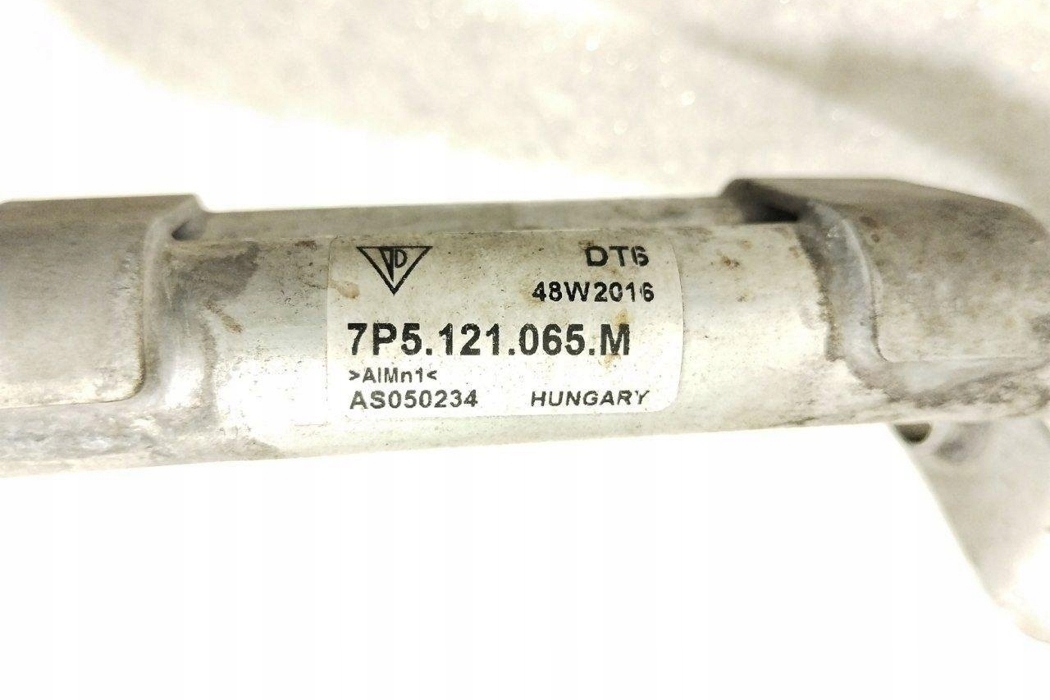 DT6
48W2016
7P5.121.065.M
>AlMn1<
AS050234 HUNGARY